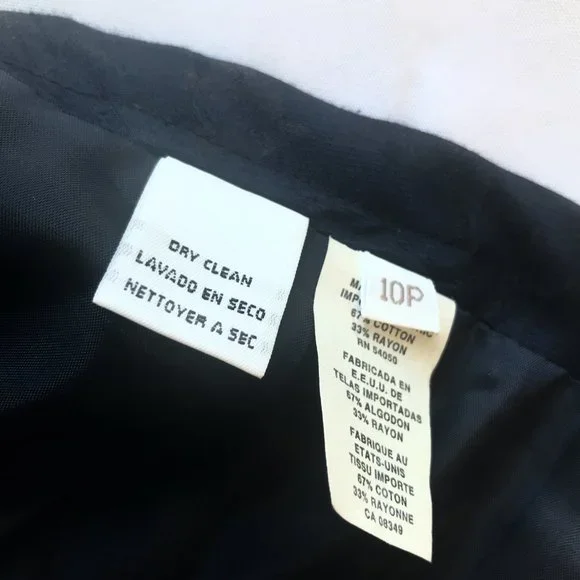 DRY CLEAN
LAVADO EN SECO
NETTOYER A SEC
10P
67% COTTON
33% RAYON
RN 54050
FABRICADA EN
E.E.U.U. DE
TELAS IMPORTADAS
67% ALGODON
33% RAYON
FABRIQUE AU
ETATS-UNIS
TISSU IMPORTE
67% COTON
33% RAYONNE
CA 08349